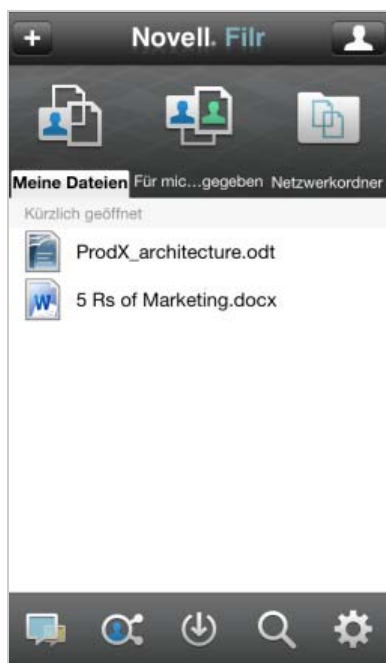 + Novell. Filr
Meine Dateien Für mic...gegeben Netzwerkordner
Kürzlich geöffnet
ProdX_architecture.odt
W 5 Rs of Marketing.docx